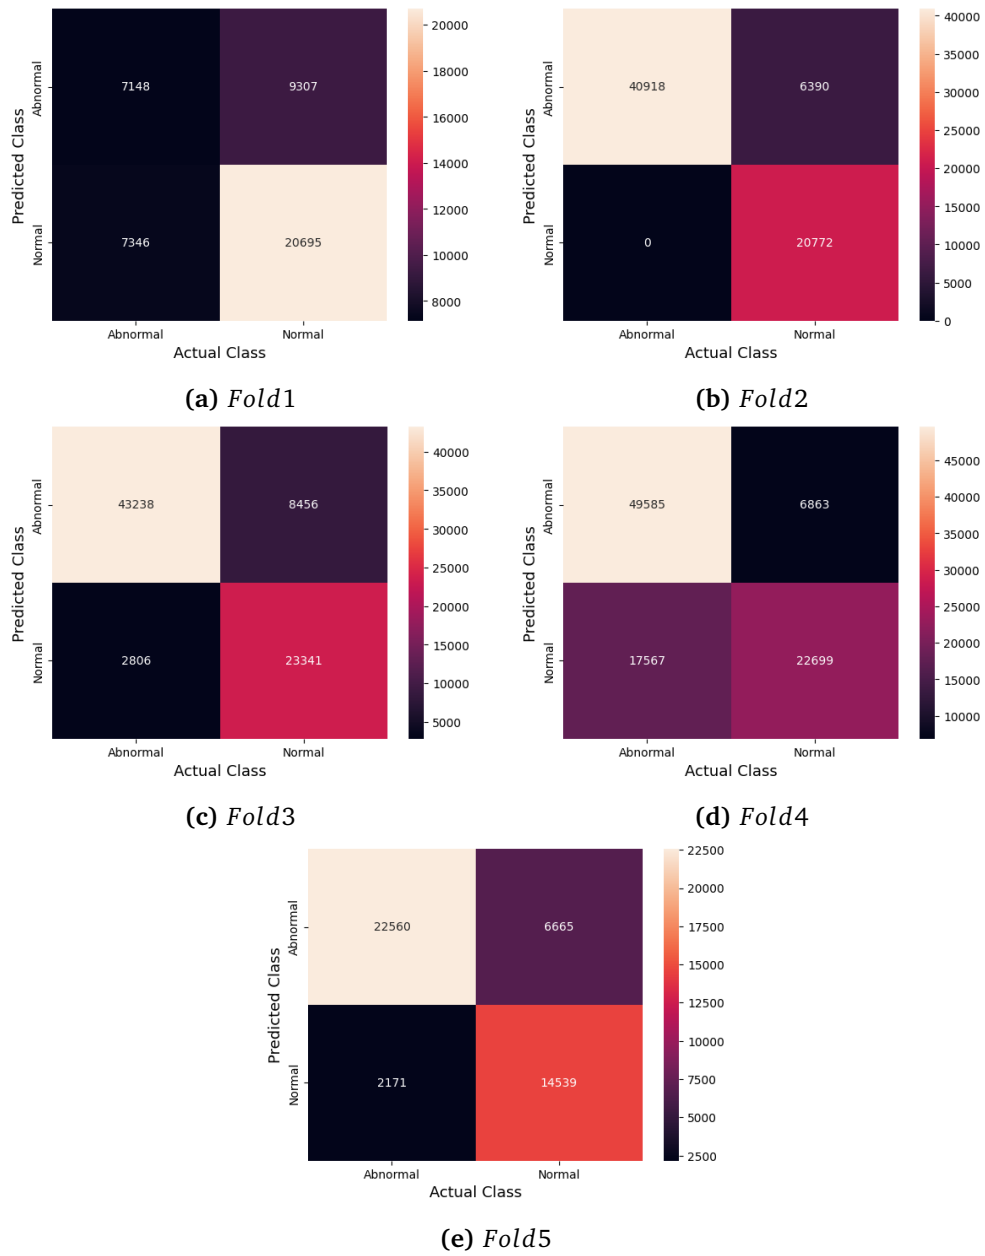 Predicted Class
Abnormal
Normal
7148
9307
7346
20695
Abnormal
Normal
Actual Class
20000
18000
16000
14000
12000
10000
8000
(a) Fold1
Predicted Class
Abnormal
Normal
40918
6390
0
20772
Abnormal
Normal
Actual Class
40000
35000
30000
25000
20000
15000
10000
5000
0
(b) Fold2
Predicted Class
Abnormal
Normal
43238
8456
2806
23341
Abnormal
Normal
Actual Class
40000
35000
30000
25000
20000
15000
10000
5000
(c) Fold3
Predicted Class
Abnormal
Normal
49585
6863
17567
22699
Abnormal
Normal
Actual Class
45000
40000
35000
30000
25000
20000
15000
10000
(d) Fold4
Predicted Class
Abnormal
Normal
22560
6665
2171
14539
Abnormal
Normal
Actual Class
22500
20000
17500
15000
12500
10000
7500
5000
2500
(e) Fold5